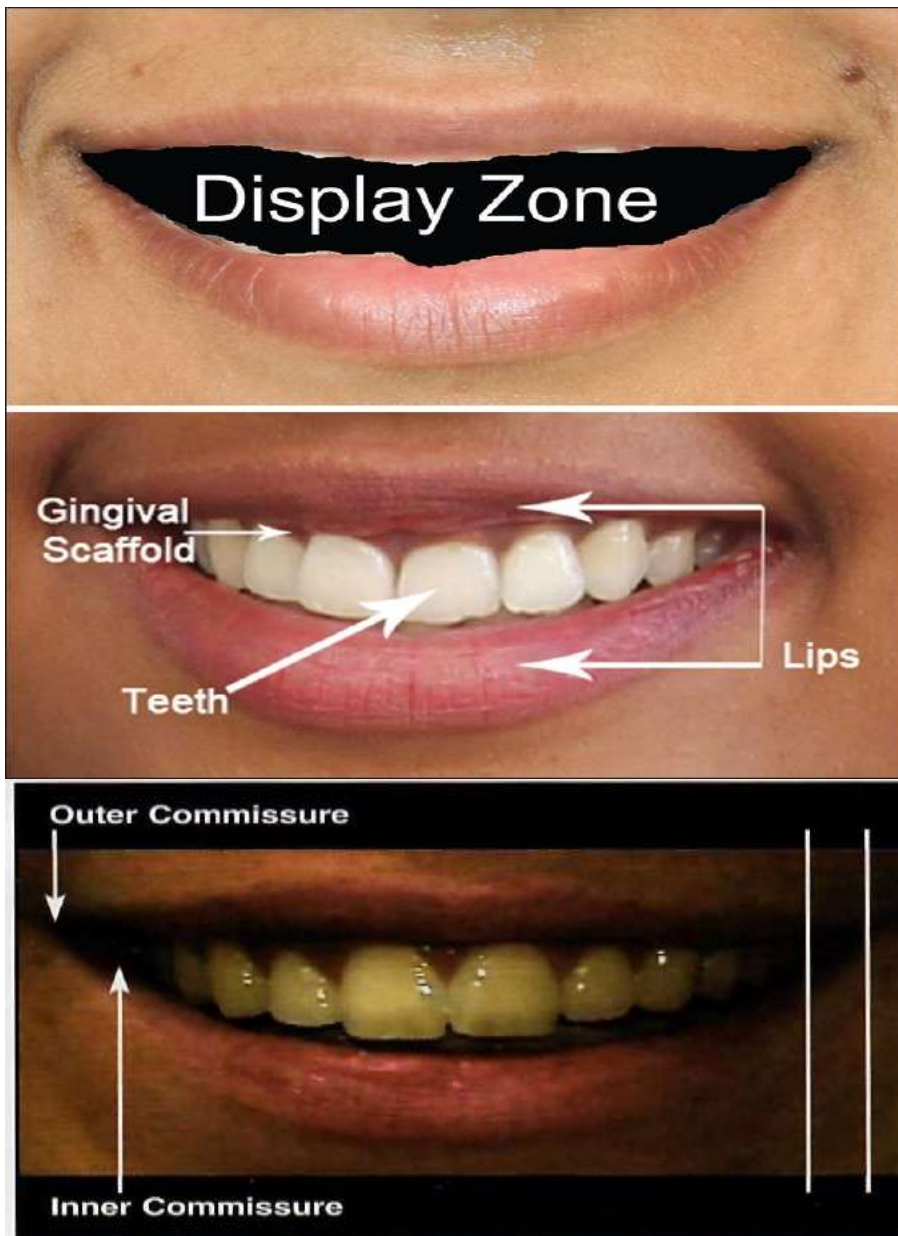 Display Zone
Gingival
Scaffold
Teeth
Lips
Outer Commissure
Inner Commissure